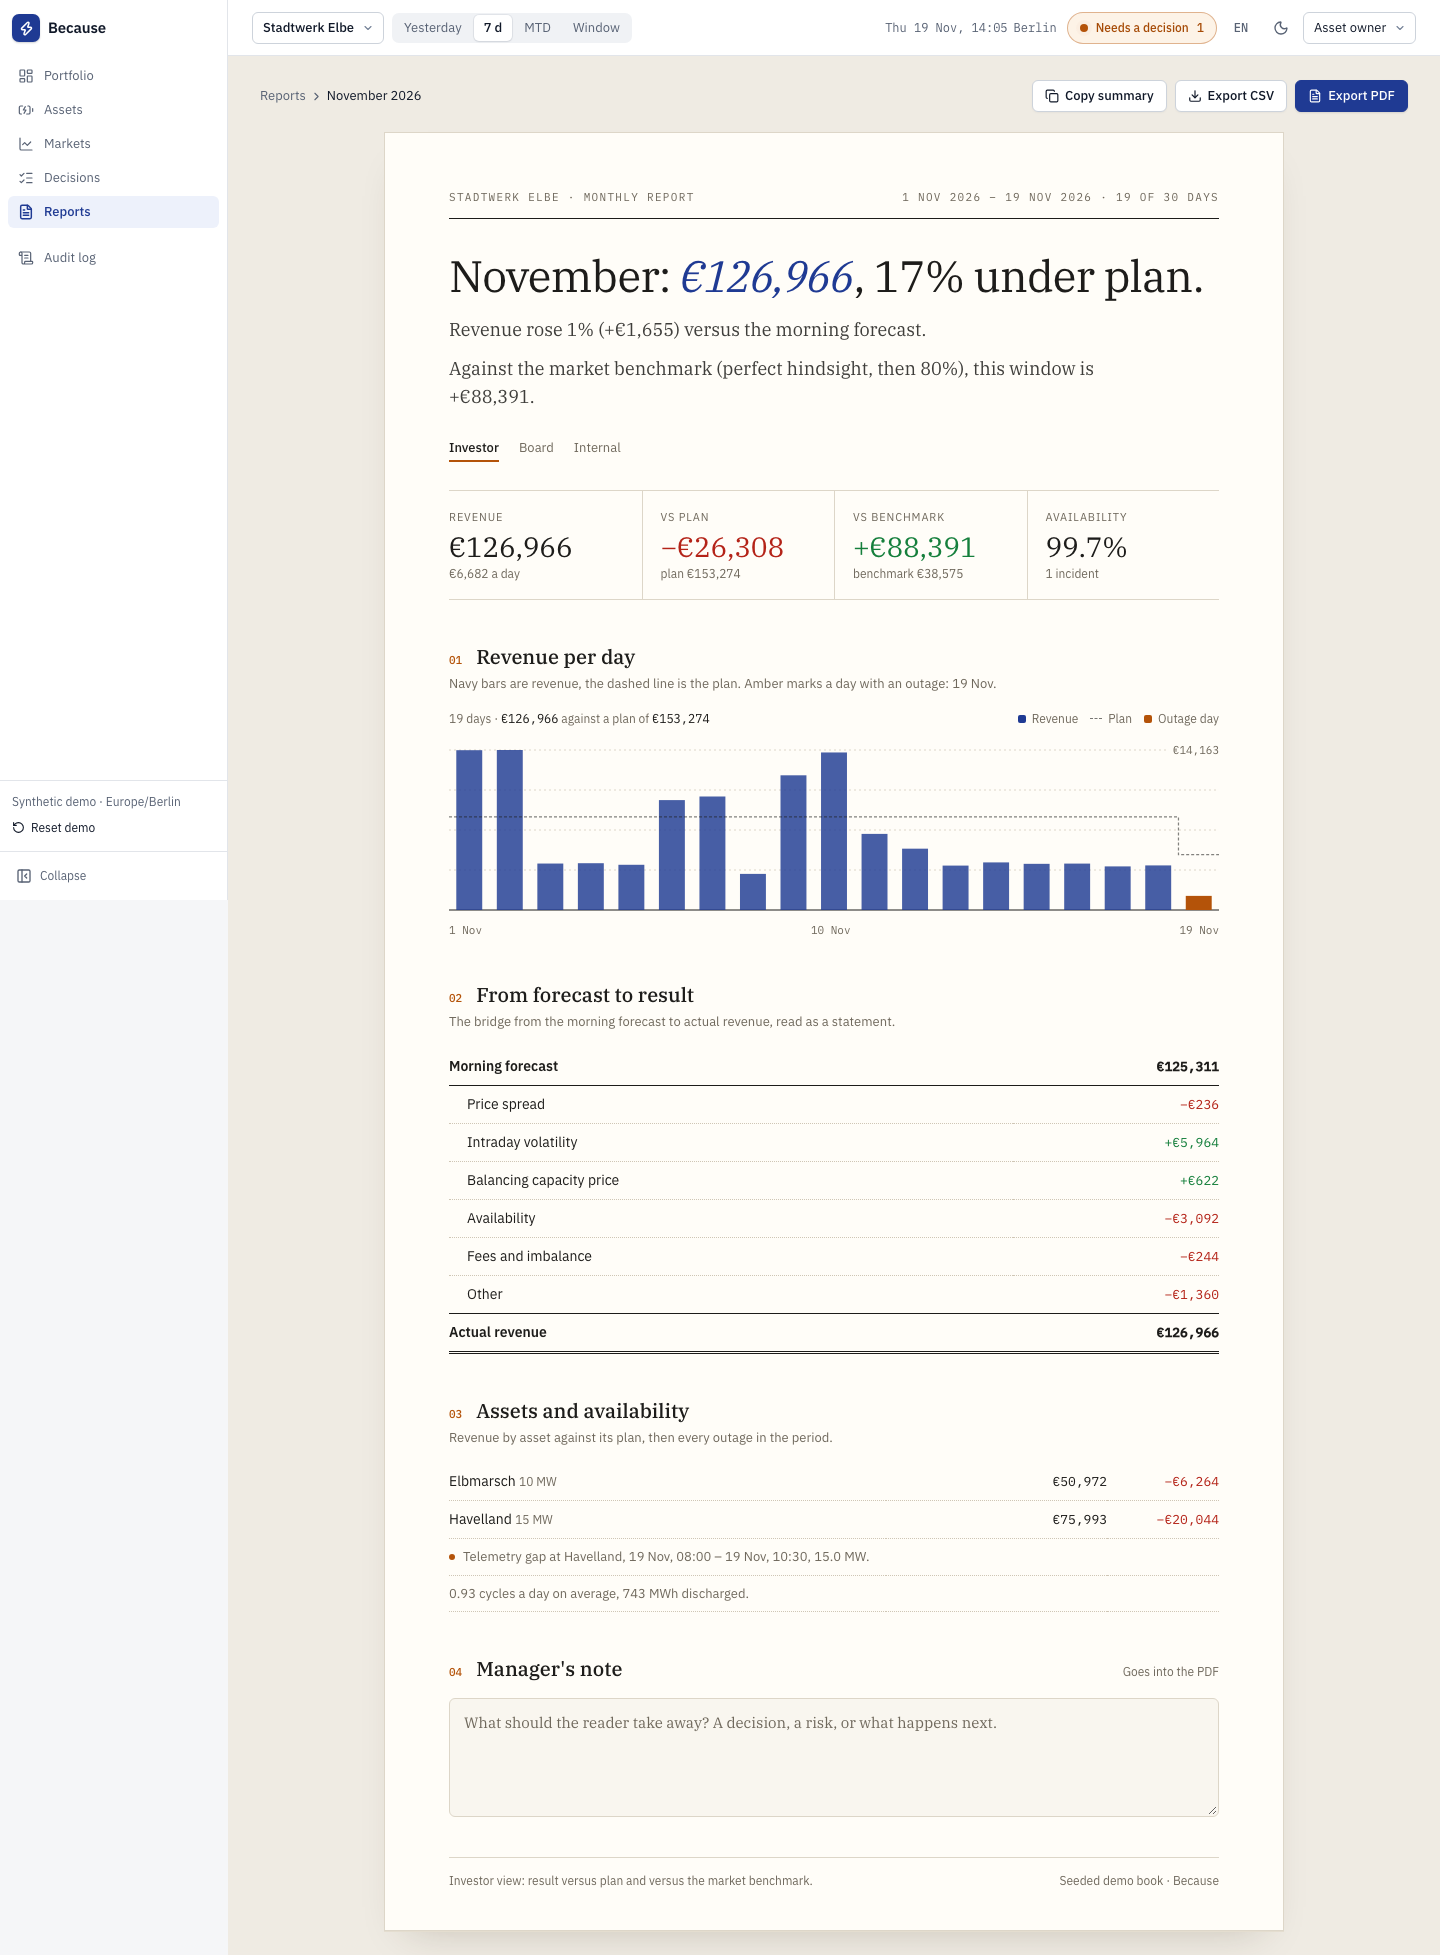 Because
Portfolio
Assets
Markets
Decisions
Reports
Audit log
Synthetic demo · Europe/Berlin
Reset demo
Collapse
Stadtwerk Elbe
Yesterday 7 d MTD Window
Thu 19 Nov, 14:05 Berlin
Needs a decision 1
EN
Asset owner
Reports > November 2026
Copy summary
Export CSV
Export PDF
STADTWERK ELBE · MONTHLY REPORT
1 NOV 2026 – 19 NOV 2026 · 19 OF 30 DAYS
November: €126,966, 17% under plan.
Revenue rose 1% (+€1,655) versus the morning forecast.
Against the market benchmark (perfect hindsight, then 80%), this window is
+€88,391.
Investor Board Internal
REVENUE
€126,966
€6,682 a day
VS PLAN
−€26,308
plan €153,274
VS BENCHMARK
+€88,391
benchmark €38,575
AVAILABILITY
99.7%
1 incident
01 Revenue per day
Navy bars are revenue, the dashed line is the plan. Amber marks a day with an outage: 19 Nov.
19 days · €126,966 against a plan of €153,274
Revenue Plan Outage day
€14,163
1 Nov 10 Nov 19 Nov
02 From forecast to result
The bridge from the morning forecast to actual revenue, read as a statement.
Morning forecast €125,311
Price spread −€236
Intraday volatility +€5,964
Balancing capacity price +€622
Availability −€3,092
Fees and imbalance −€244
Other −€1,360
Actual revenue €126,966
03 Assets and availability
Revenue by asset against its plan, then every outage in the period.
Elbmarsch 10 MW €50,972 −€6,264
Havelland 15 MW €75,993 −€20,044
Telemetry gap at Havelland, 19 Nov, 08:00 – 19 Nov, 10:30, 15.0 MW.
0.93 cycles a day on average, 743 MWh discharged.
04 Manager's note
Goes into the PDF
What should the reader take away? A decision, a risk, or what happens next.
Investor view: result versus plan and versus the market benchmark.
Seeded demo book · Because